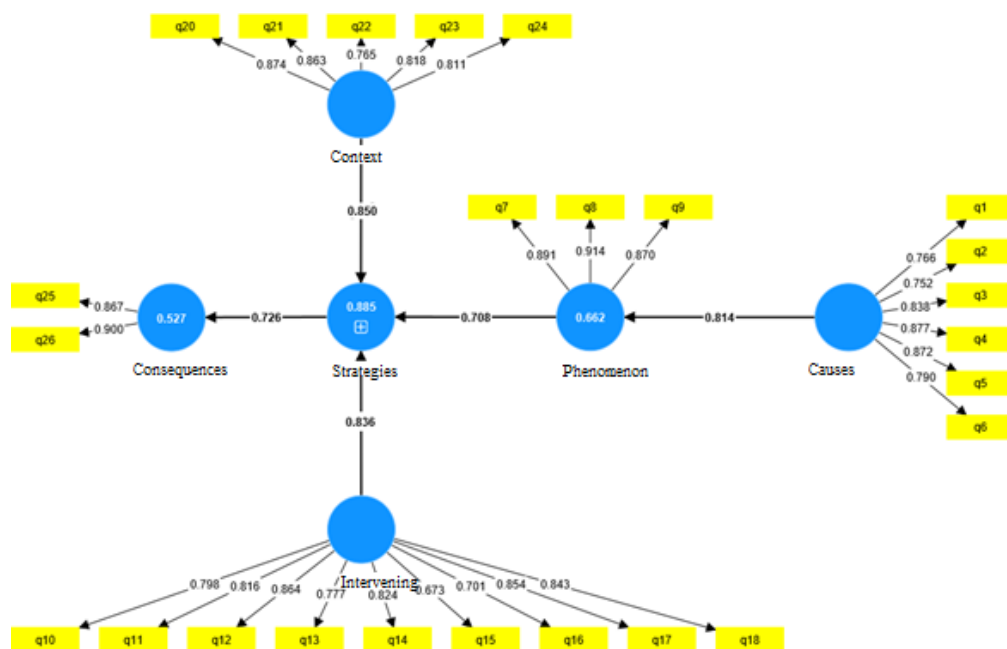 q20 q21 q22 q23 q24
0.874 0.863 0.765 0.818 0.811
Context
0.850
q7 q8 q9
0.891 0.914 0.870
q1
q2
q3
q4
q5
q6
0.766
0.752
0.838
0.877
0.872
0.790
q25
q26
0.867
0.900
0.527
0.726
0.885
0.708
0.662
0.814
Consequences
Strategies
Phenomenon
Causes
0.836
Intervening
0.798 0.816 0.864 0.777 0.824 0.673 0.701 0.854 0.843
q10 q11 q12 q13 q14 q15 q16 q17 q18